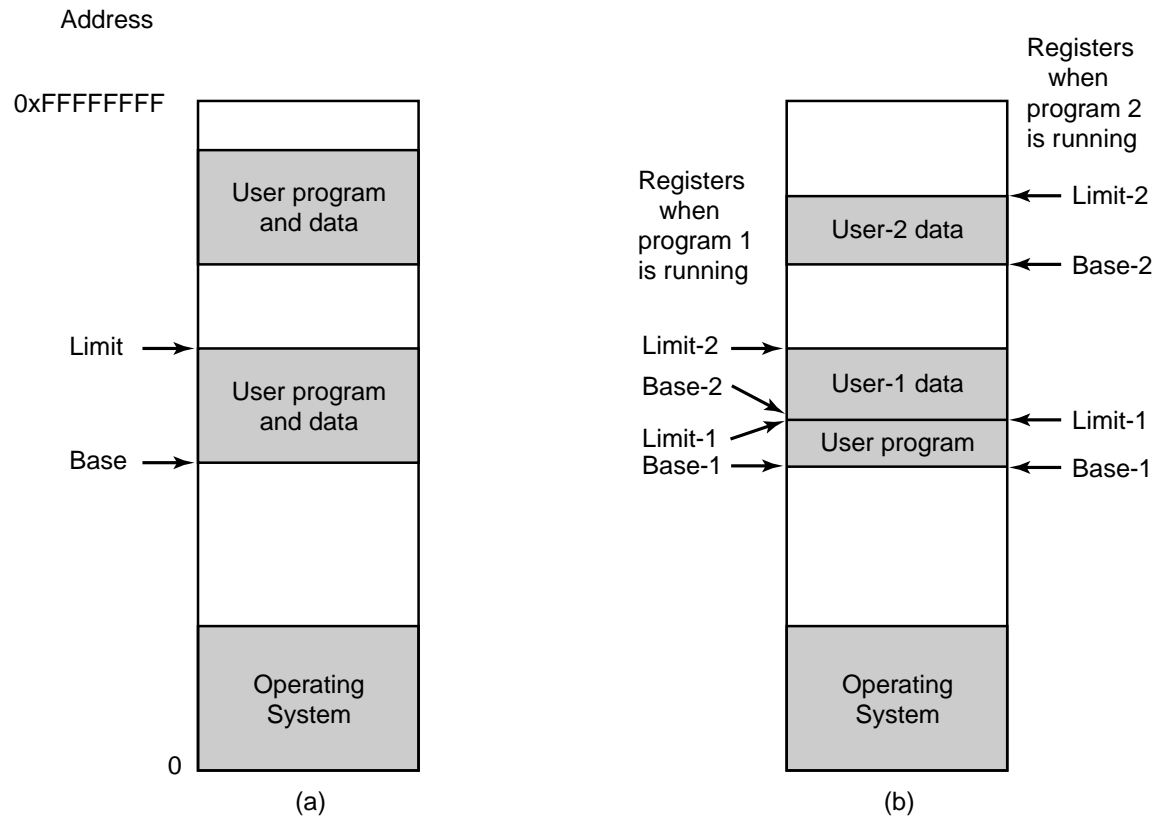 Address
0xFFFFFFFF
User program
and data
Limit
User program
and data
Base
Operating
System
0
(a)
Registers
when
program 1
is running
Limit-2
Base-2
Limit-1
Base-1
User-2 data
User-1 data
User program
Operating
System
(b)
Registers
when
program 2
is running
Limit-2
Base-2
Limit-1
Base-1